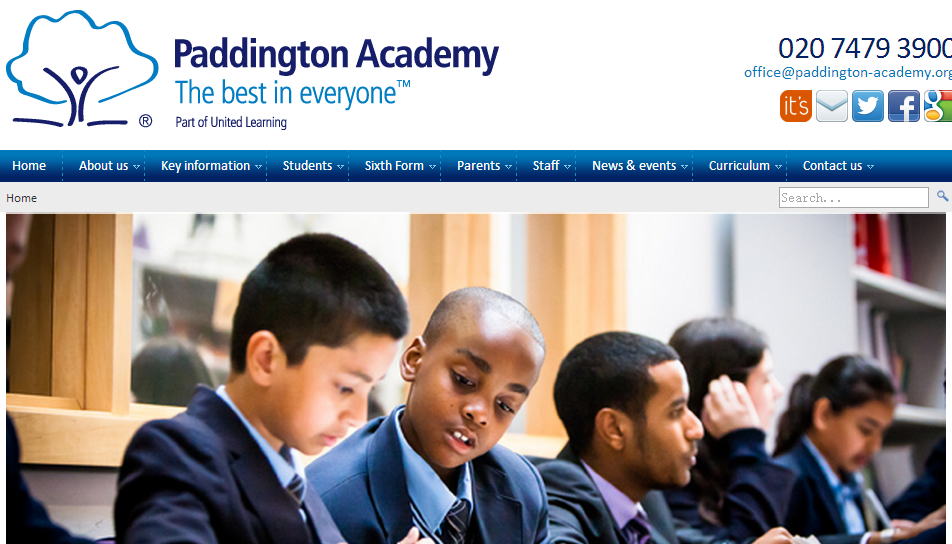 Paddington Academy
The best in everyone™
Part of United Learning
®
020 7479 3900
office@paddington-academy.org
it's
Home About us Key information Students Sixth Form Parents Staff News & events Curriculum Contact us
Home
Search...